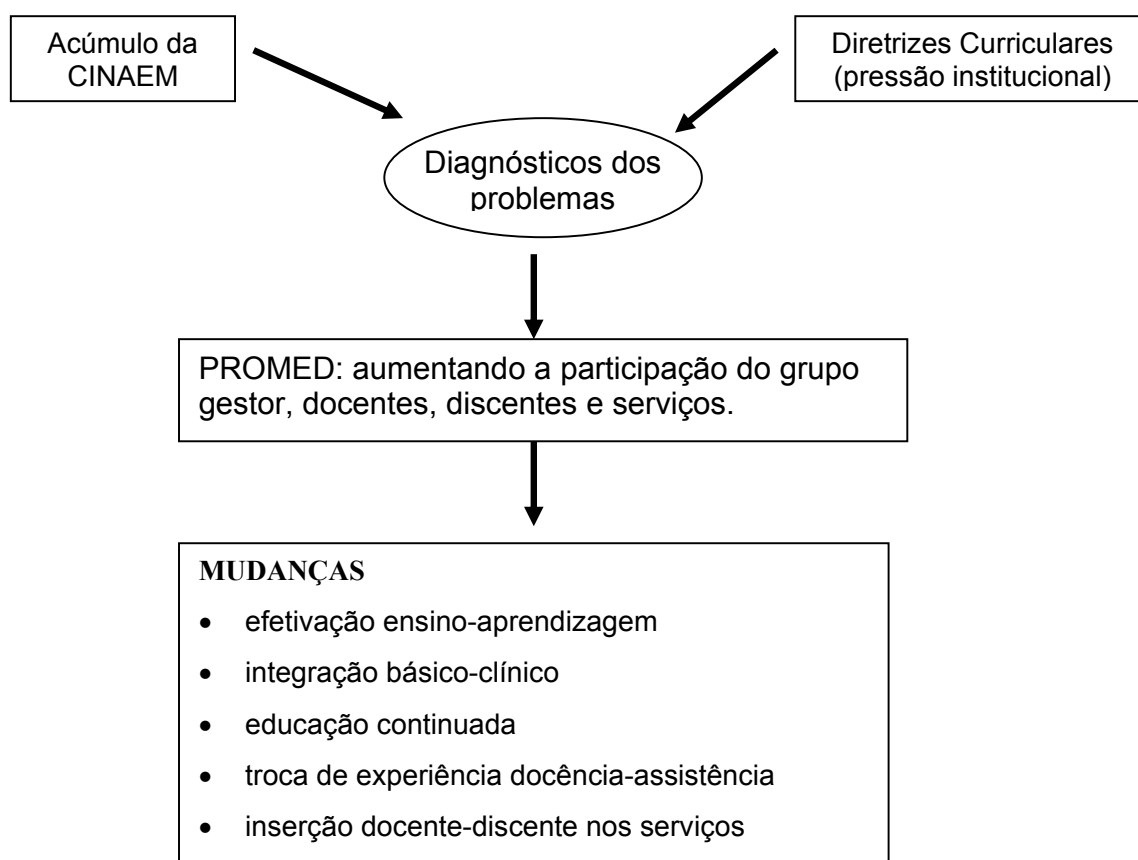 Acúmulo da
CINAEM
Diretrizes Curriculares
(pressão institucional)
Diagnósticos dos
problemas
PROMED: aumentando a participação do grupo
gestor, docentes, discentes e serviços.
MUDANÇAS
• efetivação ensino-aprendizagem
• integração básico-clínico
• educação continuada
• troca de experiência docência-assistência
• inserção docente-discente nos serviços